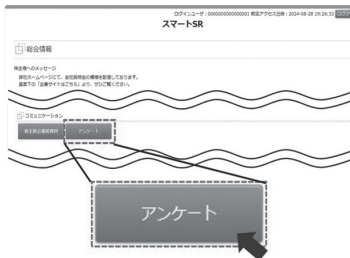 ログインユーザ：000000000000001 前回アクセス日時：2024-08-28 19:26:33
スマートSR
総会情報
株主様へのメッセージ
弊社ホームページにて、会社説明会の模様を配信しております。
画面下の「企業サイトはこちら」より、ぜひご覧ください。
コミュニケーション
アンケート
アンケート